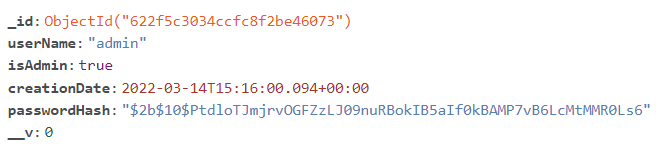 _id: ObjectId("622f5c3034ccfc8f2be46073")
userName: "admin"
isAdmin: true
creationDate: 2022-03-14T15:16:00.094+00:00
passwordHash: "$2b$10$PtdloTJmjrvOGFZzLJ09nuRBokIB5aIf0kBAMP7vB6LcMtMMR0Ls6"
__v: 0